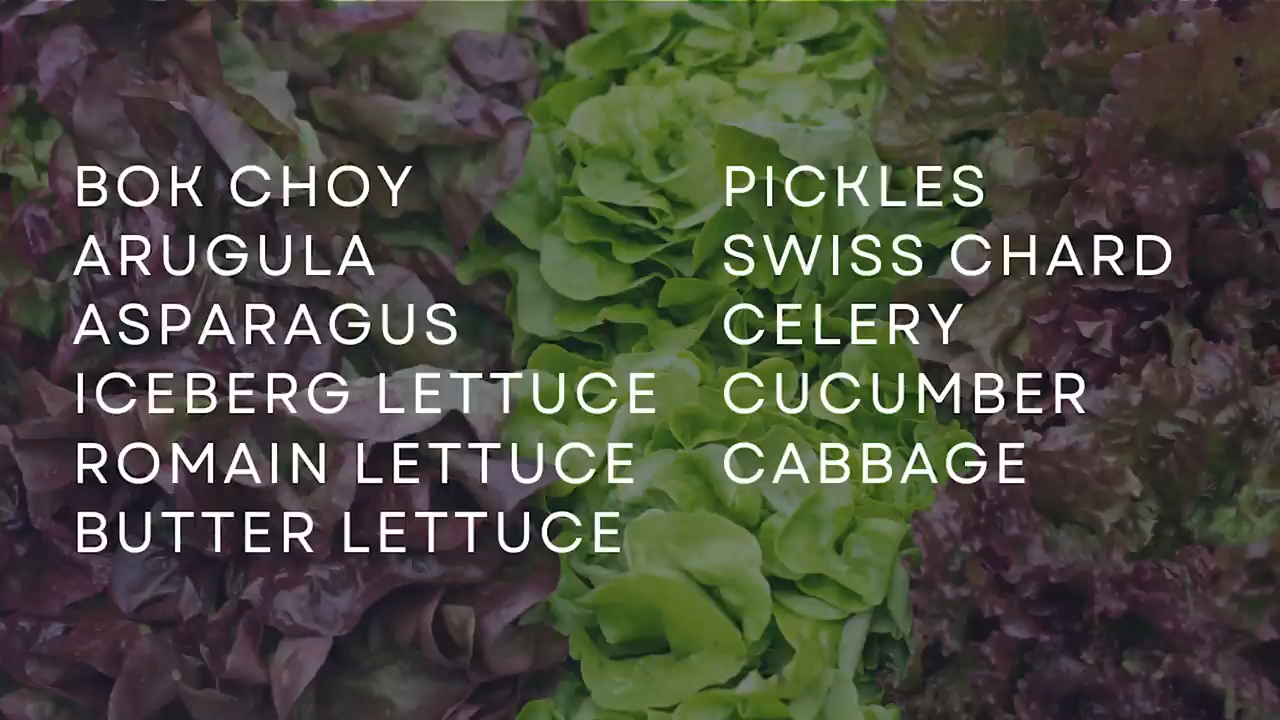 BOK CHOY
ARUGULA
ASPARAGUS
ICEBERG LETTUCE
ROMAIN LETTUCE
BUTTER LETTUCE
PICKLES
SWISS CHARD
CELERY
CUCUMBER
CABBAGE